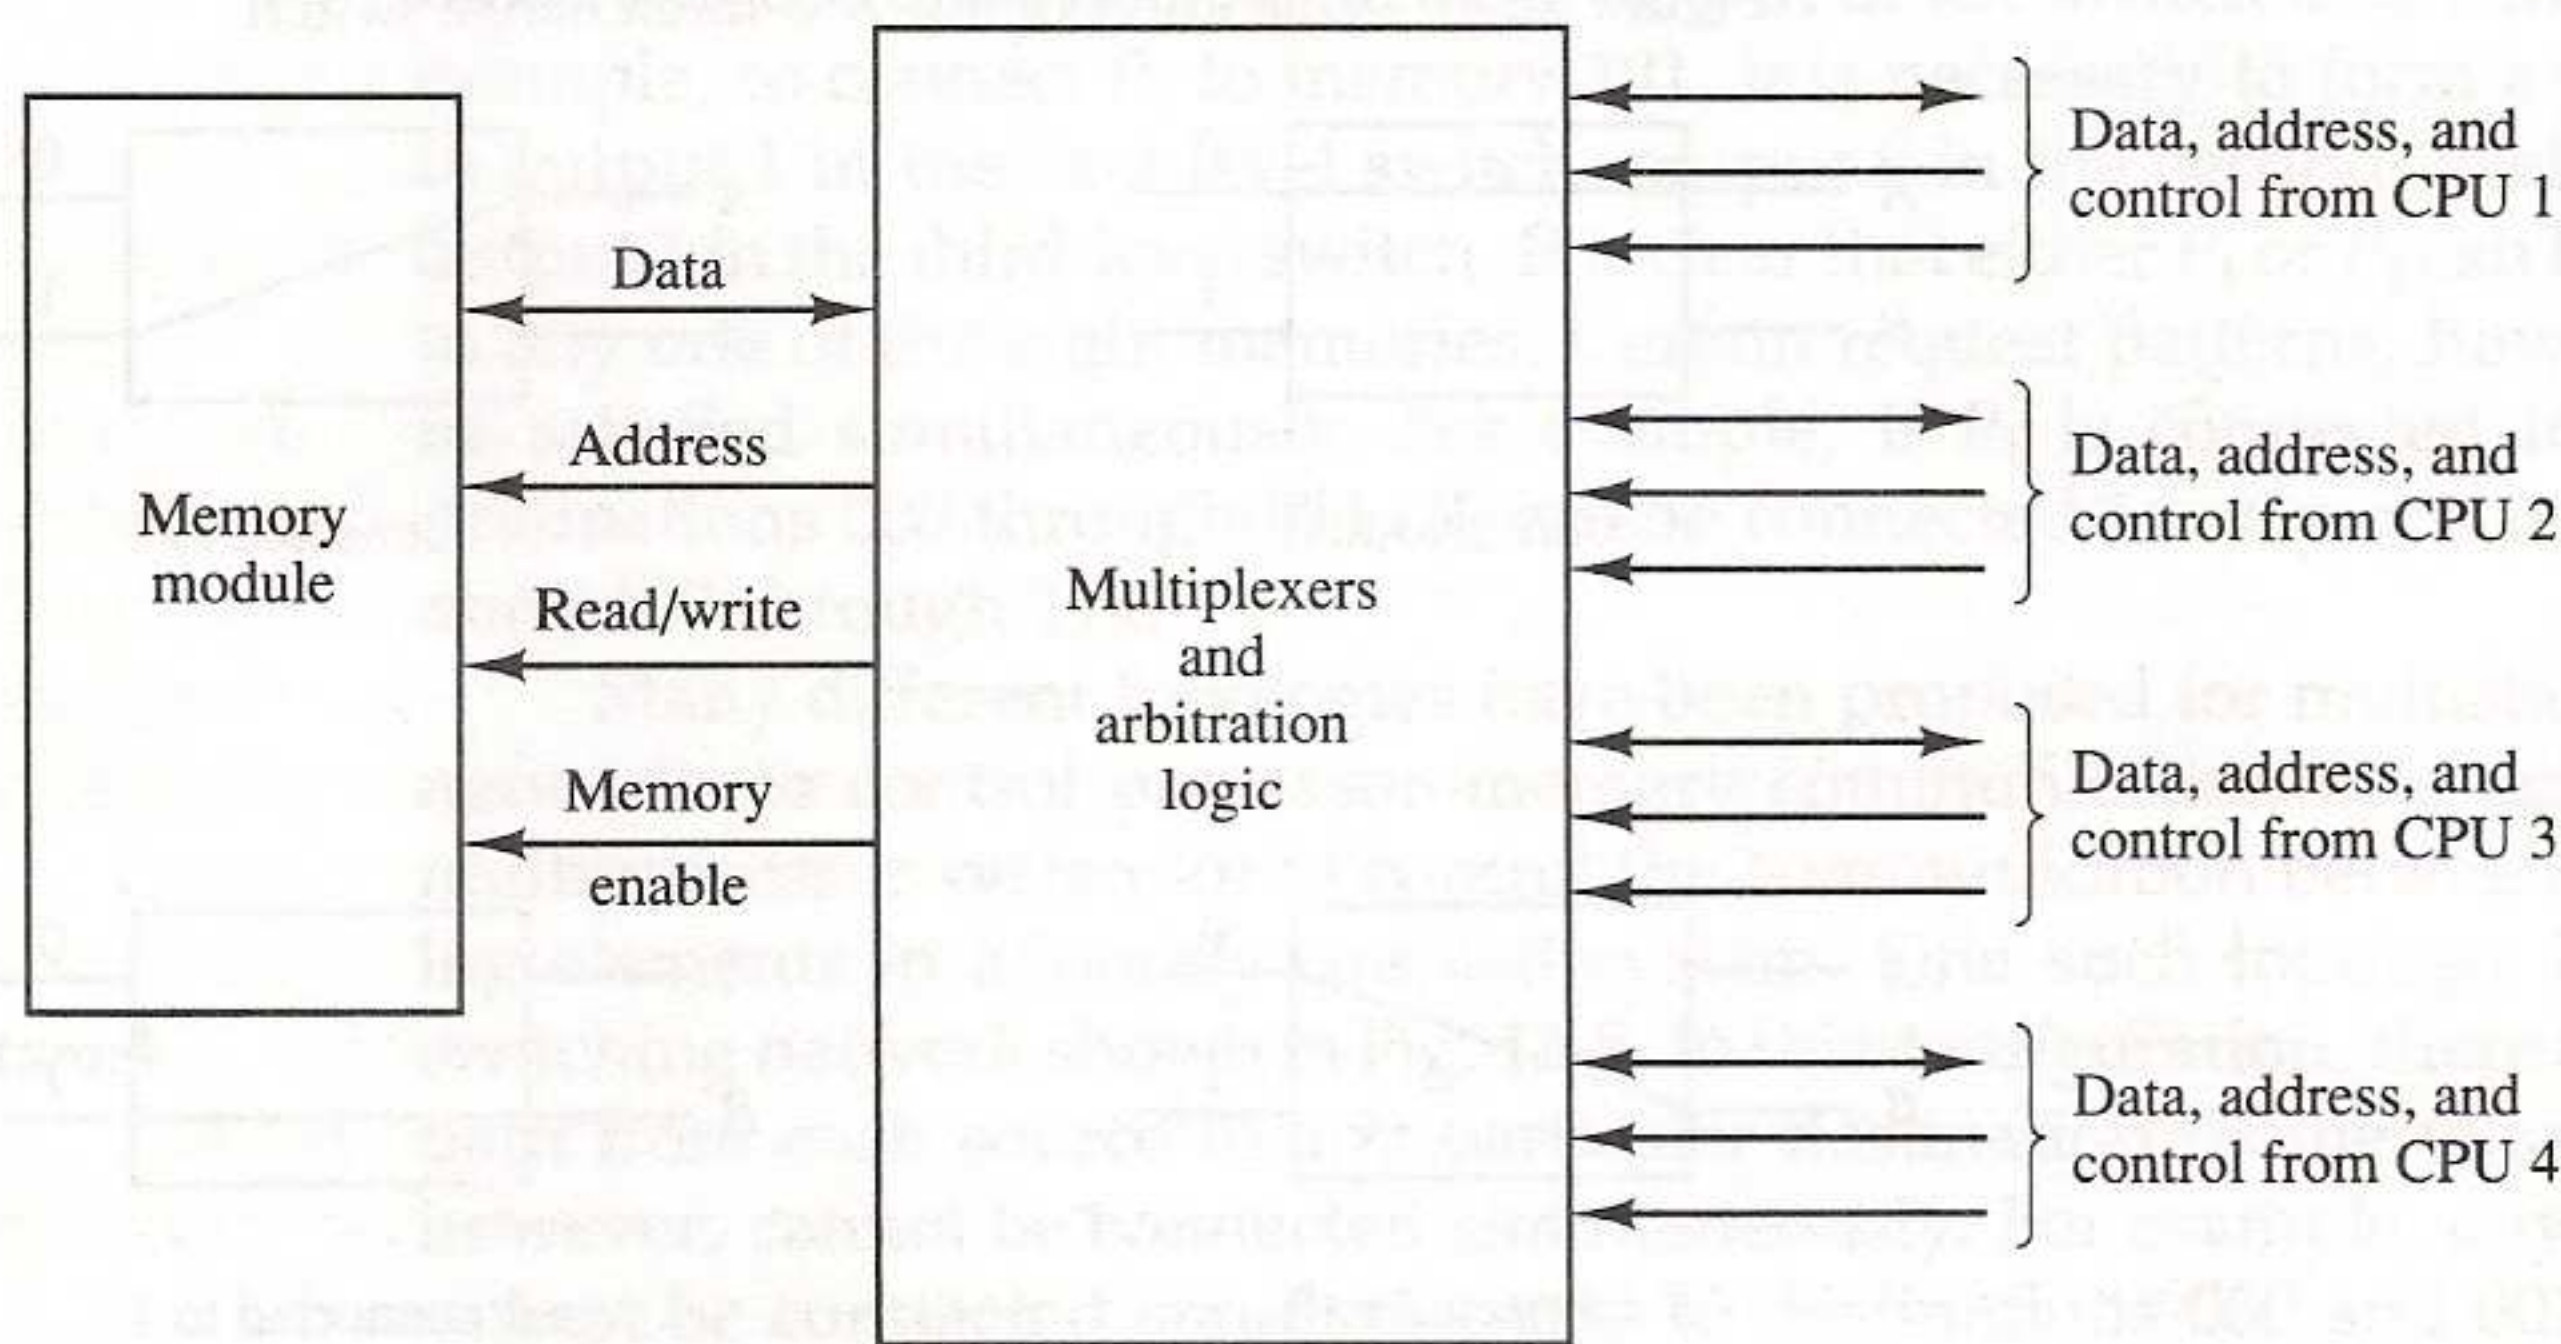 Memory
module
Data
Address
Read/write
Memory
enable
Multiplexers
and
arbitration
logic
Data, address, and
control from CPU 1
Data, address, and
control from CPU 2
Data, address, and
control from CPU 3
Data, address, and
control from CPU 4